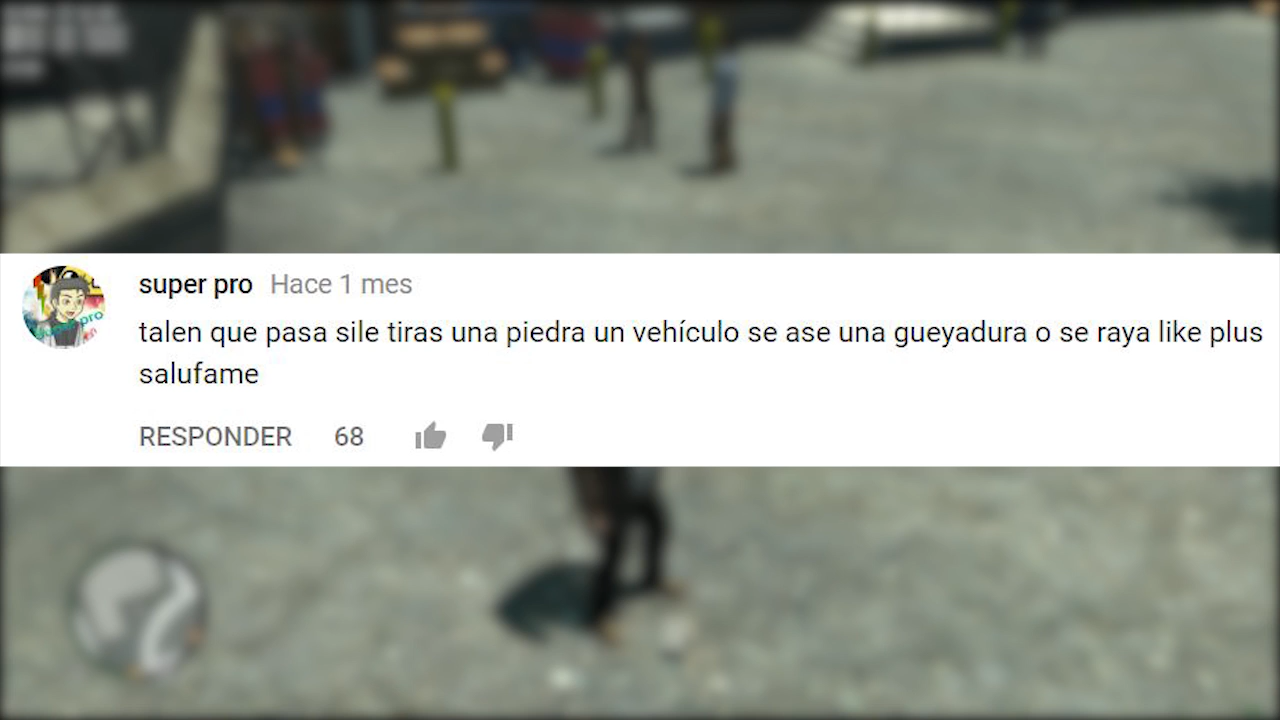 super pro Hace 1 mes
talen que pasa sile tiras una piedra un vehículo se ase una gueyadura o se raya like plus
salufame
RESPONDER 68